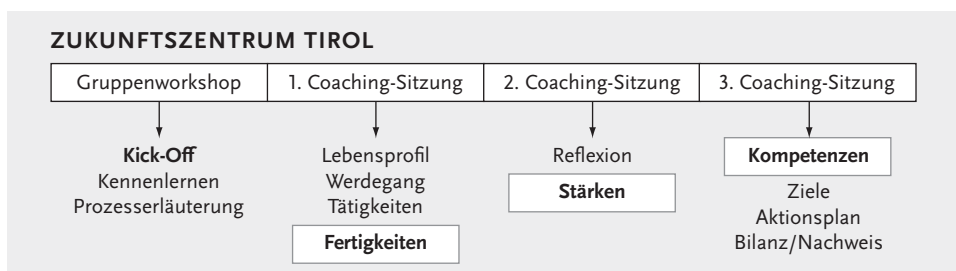 ZUKUNFTSZENTRUM TIROL
Gruppenworkshop
1. Coaching-Sitzung
2. Coaching-Sitzung
3. Coaching-Sitzung
Kick-Off
Kennenlernen
Prozesserläuterung
Lebensprofil
Werdegang
Tätigkeiten
Fertigkeiten
Reflexion
Stärken
Kompetenzen
Ziele
Aktionsplan
Bilanz/Nachweis